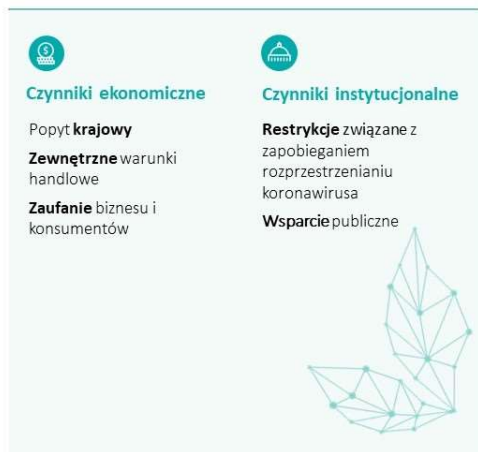 Czynniki ekonomiczne
Popyt krajowy
Zewnętrzne warunki
handlowe
Zaufanie biznesu i
konsumentów
Czynniki instytucjonalne
Restrykcje związane z
zapobieganiem
rozprzestrzenianiu
koronawirusa
Wsparcie publiczne